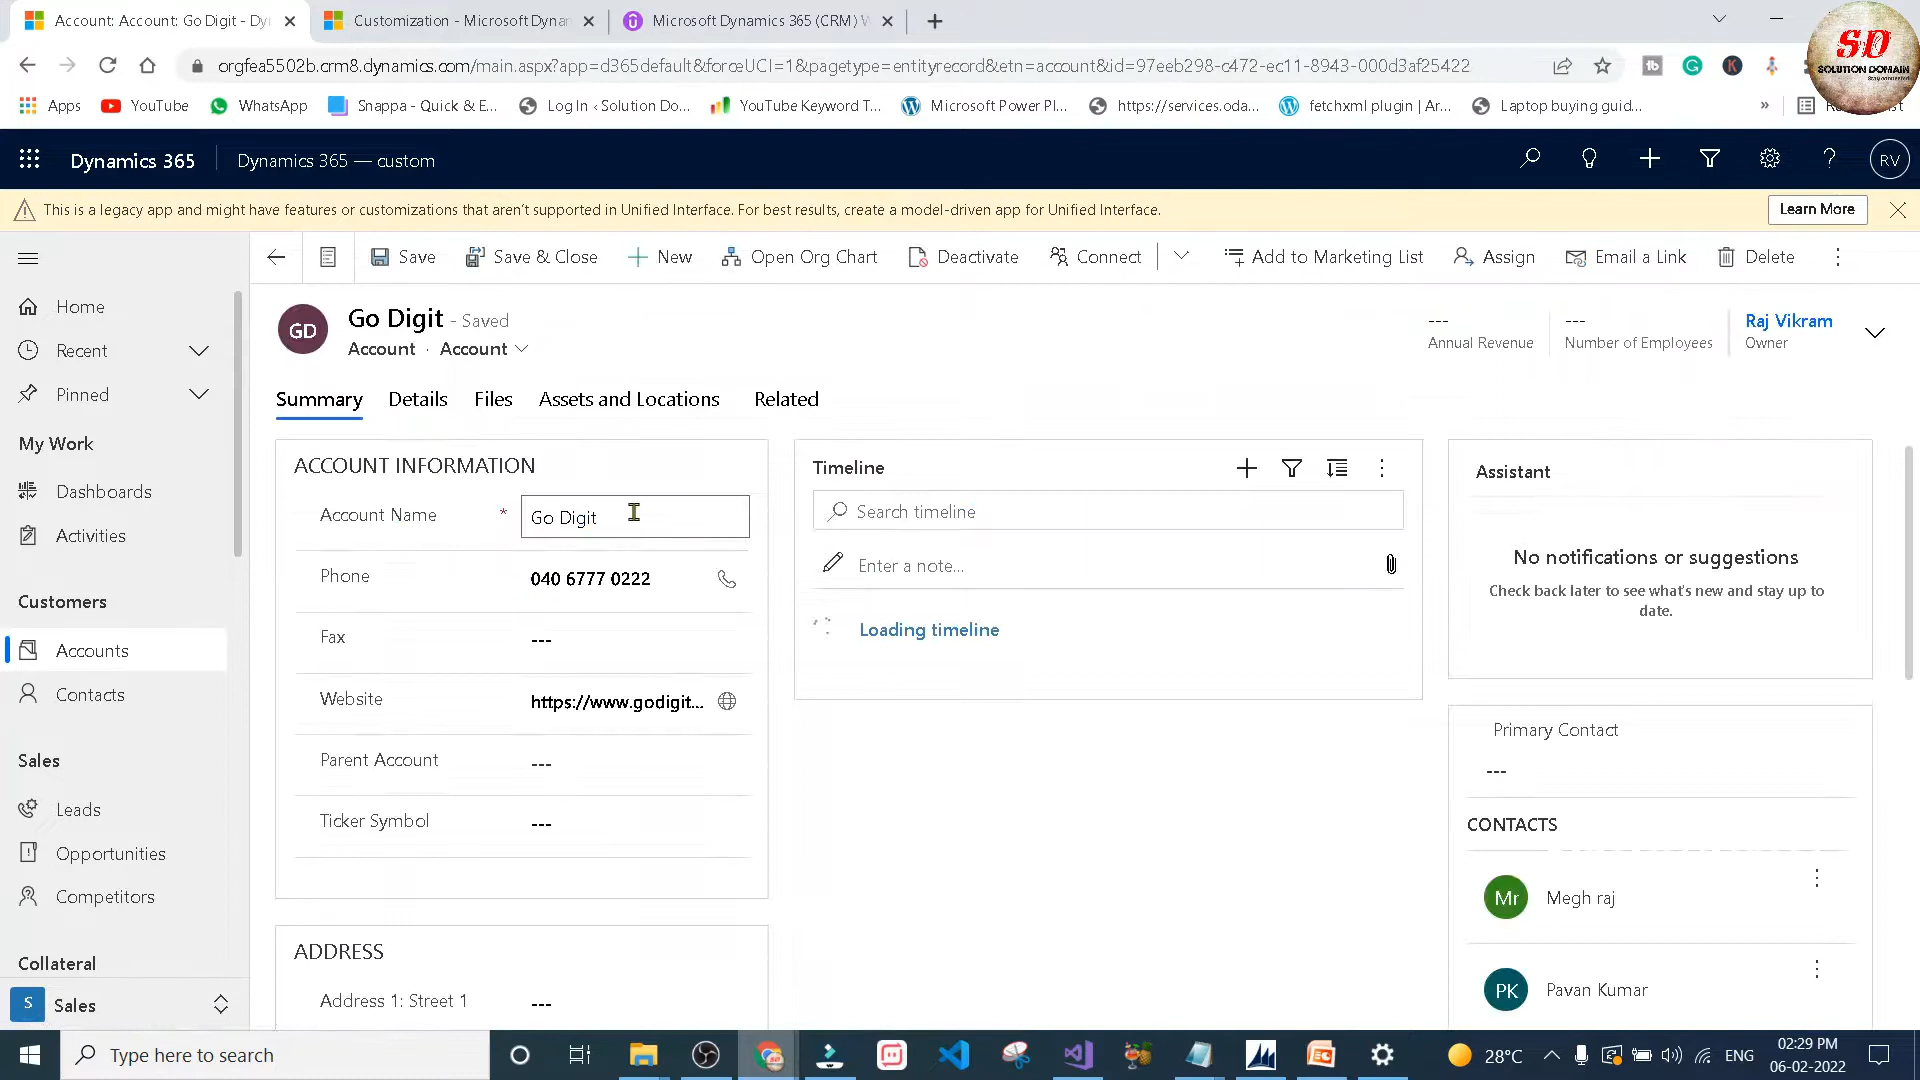 Account: Account: Go Digit - Dy
Customization - Microsoft Dynan
Microsoft Dynamics 365 (CRM) V
SD
SOLUTION DOMAIN
Stay connected
orgfea5502b.crm8.dynamics.com/main.aspx?app=d365default&forceUCI=1&pagetype=entityrecord&etn=account&id=97eeb298-c472-ec11-8943-000d3af25422
Apps
YouTube
WhatsApp
Snappa - Quick & E...
Log In ‹ Solution Do...
YouTube Keyword T...
Microsoft Power Pl...
https://services.oda...
fetchxml plugin | Ar...
Laptop buying guid...
»
Dynamics 365
Dynamics 365 — custom
RV
This is a legacy app and might have features or customizations that aren't supported in Unified Interface. For best results, create a model-driven app for Unified Interface.
Learn More
Save
Save & Close
New
Open Org Chart
Deactivate
Connect
Add to Marketing List
Assign
Email a Link
Delete
Home
Recent
Pinned
My Work
Dashboards
Activities
Customers
Accounts
Contacts
Sales
Leads
Opportunities
Competitors
Collateral
S Sales
GD
Go Digit - Saved
Account · Account
---
Annual Revenue
---
Number of Employees
Raj Vikram
Owner
Summary
Details
Files
Assets and Locations
Related
ACCOUNT INFORMATION
Account Name * Go Digit
Phone 040 6777 0222
Fax ---
Website https://www.godigit...
Parent Account ---
Ticker Symbol ---
ADDRESS
Address 1: Street 1 ---
Timeline
Search timeline
Enter a note...
Loading timeline
Assistant
No notifications or suggestions
Check back later to see what's new and stay up to
date.
Primary Contact
---
CONTACTS
Mr Megh raj
PK Pavan Kumar
Type here to search
28°C
ENG
02:29 PM
06-02-2022